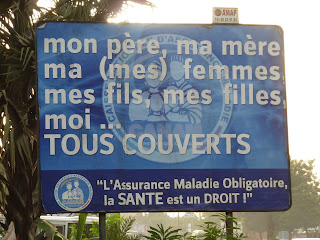 AMAP
mon père, ma mère
ma (mes) femmes
mes fils, mes filles,
moi ...
TOUS COUVERTS
"L'Assurance Maladie Obligatoire,
la SANTE est un DROIT !"